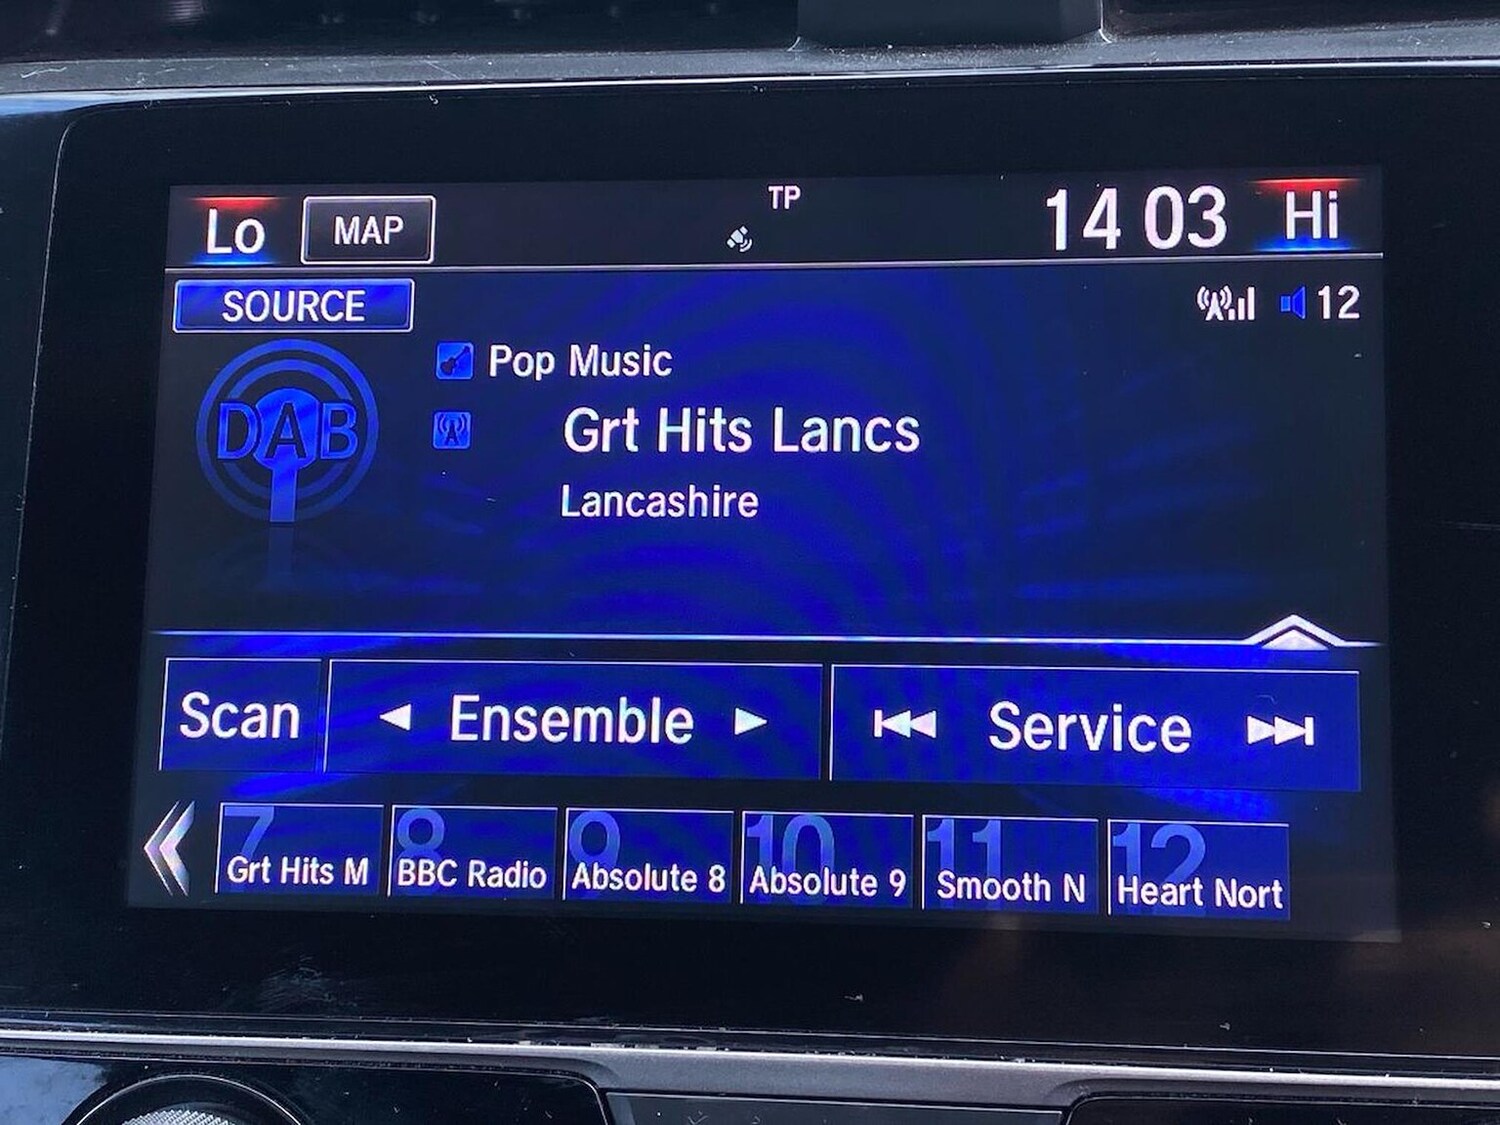 Lo MAP TP 14 03 Hi
SOURCE 12
Pop Music
DAB Grt Hits Lancs
Lancashire
Scan Ensemble Service
7 8 9 10 11 12
Grt Hits M BBC Radio Absolute 8 Absolute 9 Smooth N Heart Nort